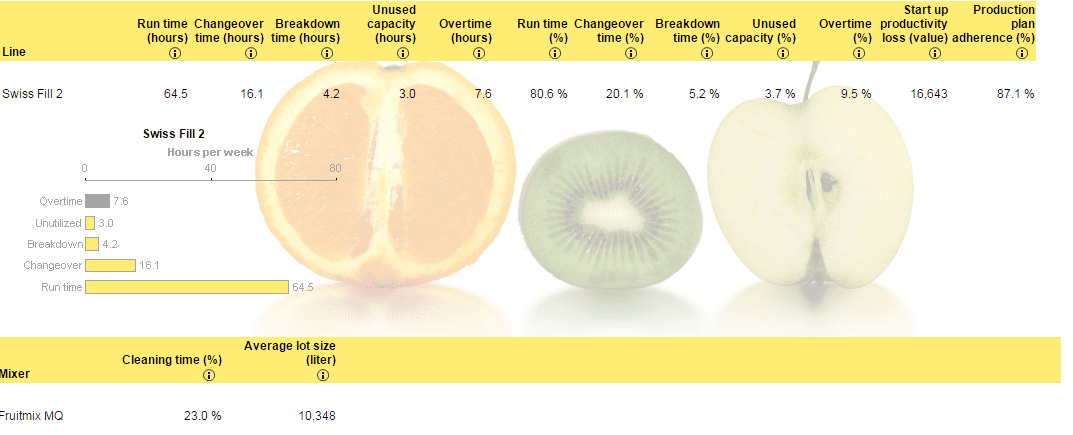 Line Run time (hours) Changeover time (hours) Breakdown time (hours) Unused capacity (hours) Overtime (hours) Run time (%) Changeover time (%) Breakdown time (%) Unused capacity (%) Overtime (%) Start up productivity loss (value) Production plan adherence (%)
Swiss Fill 2 64.5 16.1 4.2 3.0 7.6 80.6 % 20.1 % 5.2 % 3.7 % 9.5 % 16,643 87.1 %
Swiss Fill 2
Hours per week
0 40 80
Overtime 7.6
Unutilized 3.0
Breakdown 4.2
Changeover 16.1
Run time 64.5
Mixer Cleaning time (%) Average lot size (liter)
Fruitmix MQ 23.0 % 10,348